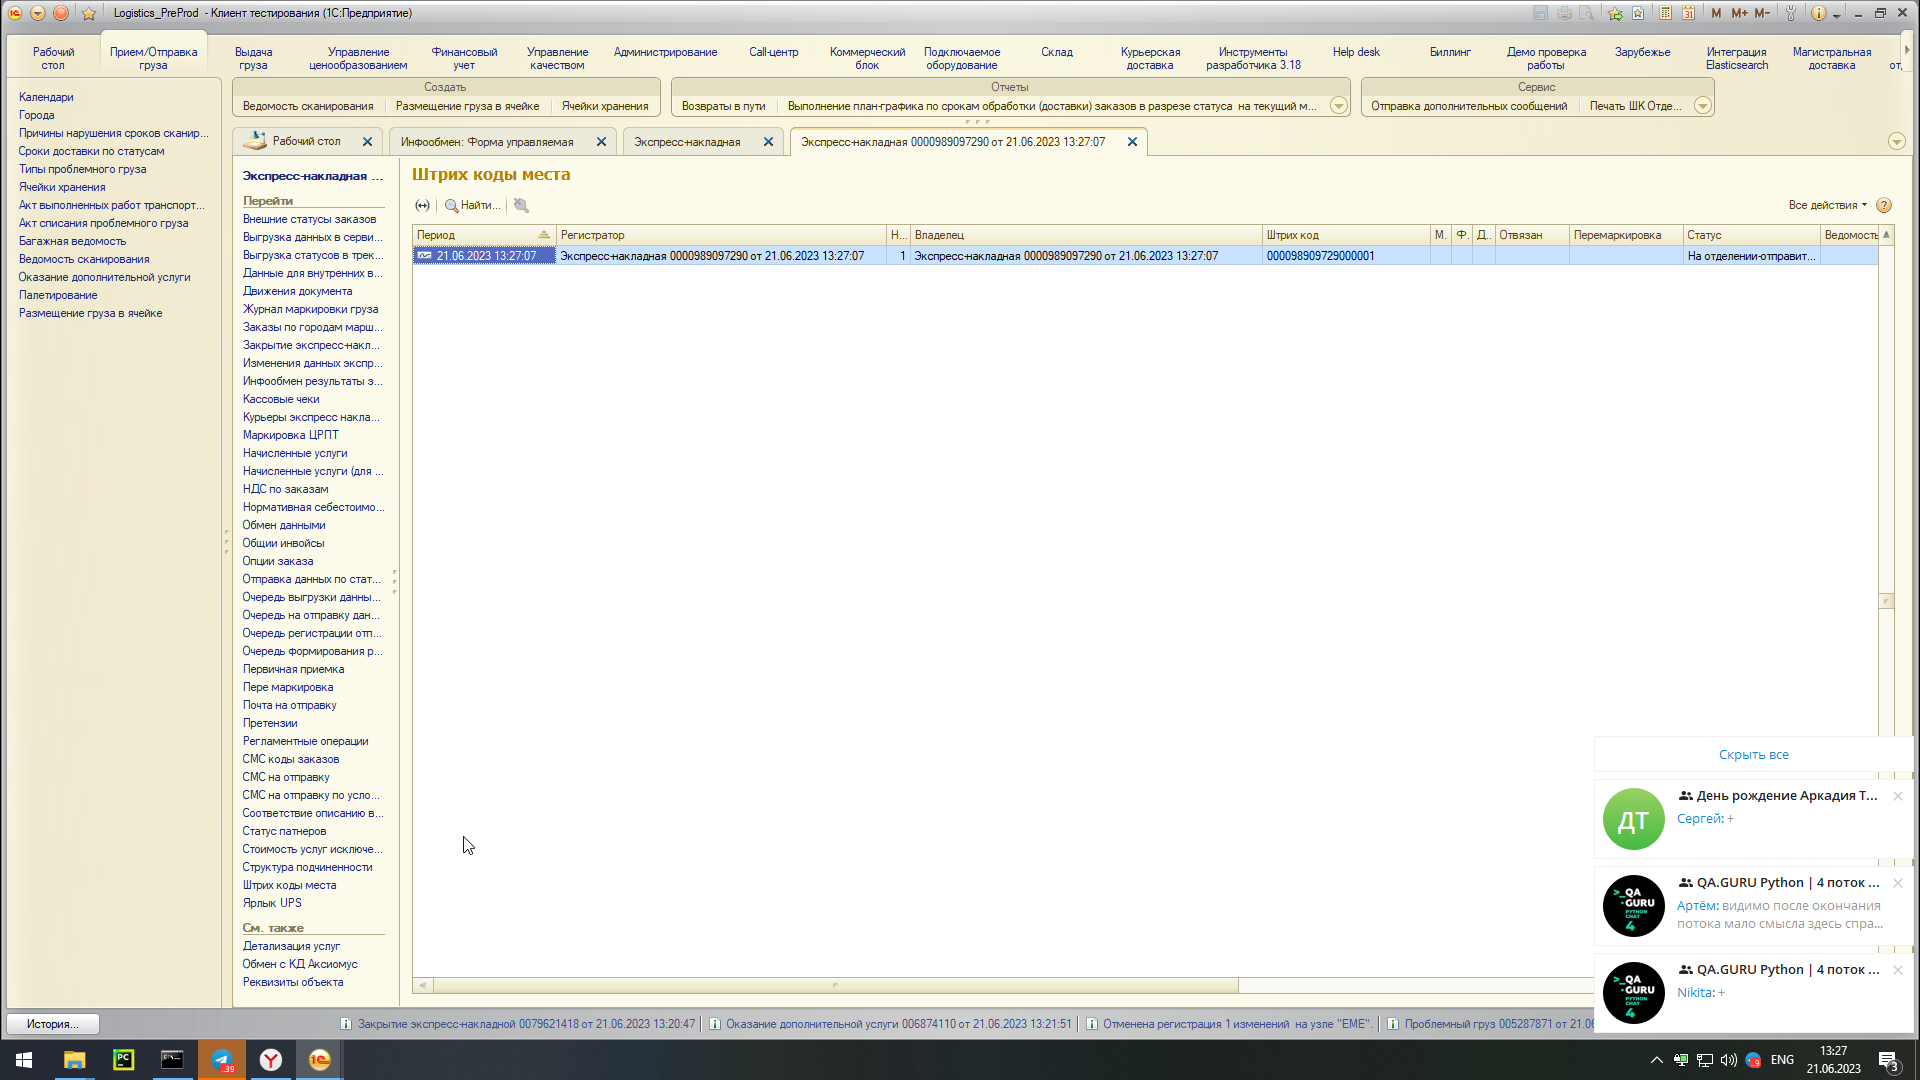 Logistics_PreProd - Клиент тестирования (1С:Предприятие)
M M+ M-
Рабочий стол
Прием/Отправка груза
Выдача груза
Управление ценообразованием
Финансовый учет
Управление качеством
Администрирование
Call-центр
Коммерческий блок
Подключаемое оборудование
Склад
Курьерская доставка
Инструменты разработчика 3.18
Help desk
Биллинг
Демо проверка работы
Зарубежье
Интеграция Elasticsearch
Магистральная доставка
Создать
Ведомость сканирования
Размещение груза в ячейке
Ячейки хранения
Отчеты
Возвраты в пути
Выполнение план-графика по срокам обработки (доставки) заказов в разрезе статуса на текущий м...
Сервис
Отправка дополнительных сообщений
Печать ШК Отде...
Календари
Города
Причины нарушения сроков сканир...
Сроки доставки по статусам
Типы проблемного груза
Ячейки хранения
Акт выполненных работ транспорт...
Акт списания проблемного груза
Багажная ведомость
Ведомость сканирования
Оказание дополнительной услуги
Палетирование
Размещение груза в ячейке
Рабочий стол
Инфообмен: Форма управляемая
Экспресс-накладная
Экспресс-накладная 0000989097290 от 21.06.2023 13:27:07
Экспресс-накладная ...
Перейти
Внешние статусы заказов
Выгрузка данных в серви...
Выгрузка статусов в трек...
Данные для внутренних в...
Движения документа
Журнал маркировки груза
Заказы по городам марш...
Закрытие экспресс-накл...
Изменения данных экспр...
Инфообмен результаты з...
Кассовые чеки
Курьеры экспресс накла...
Маркировка ЦРПТ
Начисленные услуги
Начисленные услуги (для ...
НДС по заказам
Нормативная себестоимо...
Обмен данными
Общии инвойсы
Опции заказа
Отправка данных по стат...
Очередь выгрузки данны...
Очередь на отправку дан...
Очередь регистрации отп...
Очередь формирования р...
Первичная приемка
Пере маркировка
Почта на отправку
Претензии
Регламентные операции
СМС коды заказов
СМС на отправку
СМС на отправку по усло...
Соответствие описанию в...
Статус патнеров
Стоимость услуг исключе...
Структура подчиненности
Штрих коды места
Ярлык UPS
См. также
Детализация услуг
Обмен с КД Аксиомус
Реквизиты объекта
Штрих коды места
Найти...
Все действия
Период Регистратор Н... Владелец Штрих код М. Ф. Д.. Отвязан Перемаркировка Статус Ведомость
21.06.2023 13:27:07 Экспресс-накладная 0000989097290 от 21.06.2023 13:27:07 1 Экспресс-накладная 0000989097290 от 21.06.2023 13:27:07 000098909729000001 На отделении-отправит...
Скрыть все
ДТ
День рождение Аркадия Т...
Сергей: +
>_QA .GURU PYTHON CHAT 4
QA.GURU Python | 4 поток ...
Артём: видимо после окончания
потока мало смысла здесь спра...
>_QA .GURU PYTHON CHAT 4
QA.GURU Python | 4 поток ...
Nikita: +
История...
Закрытие экспресс-накладной 0079621418 от 21.06.2023 13:20:47
Оказание дополнительной услуги 006874110 от 21.06.2023 13:21:51
Отменена регистрация 1 изменений на узле "EME".
Проблемный груз 005287871 от 21.06
ENG
13:27
21.06.2023
3